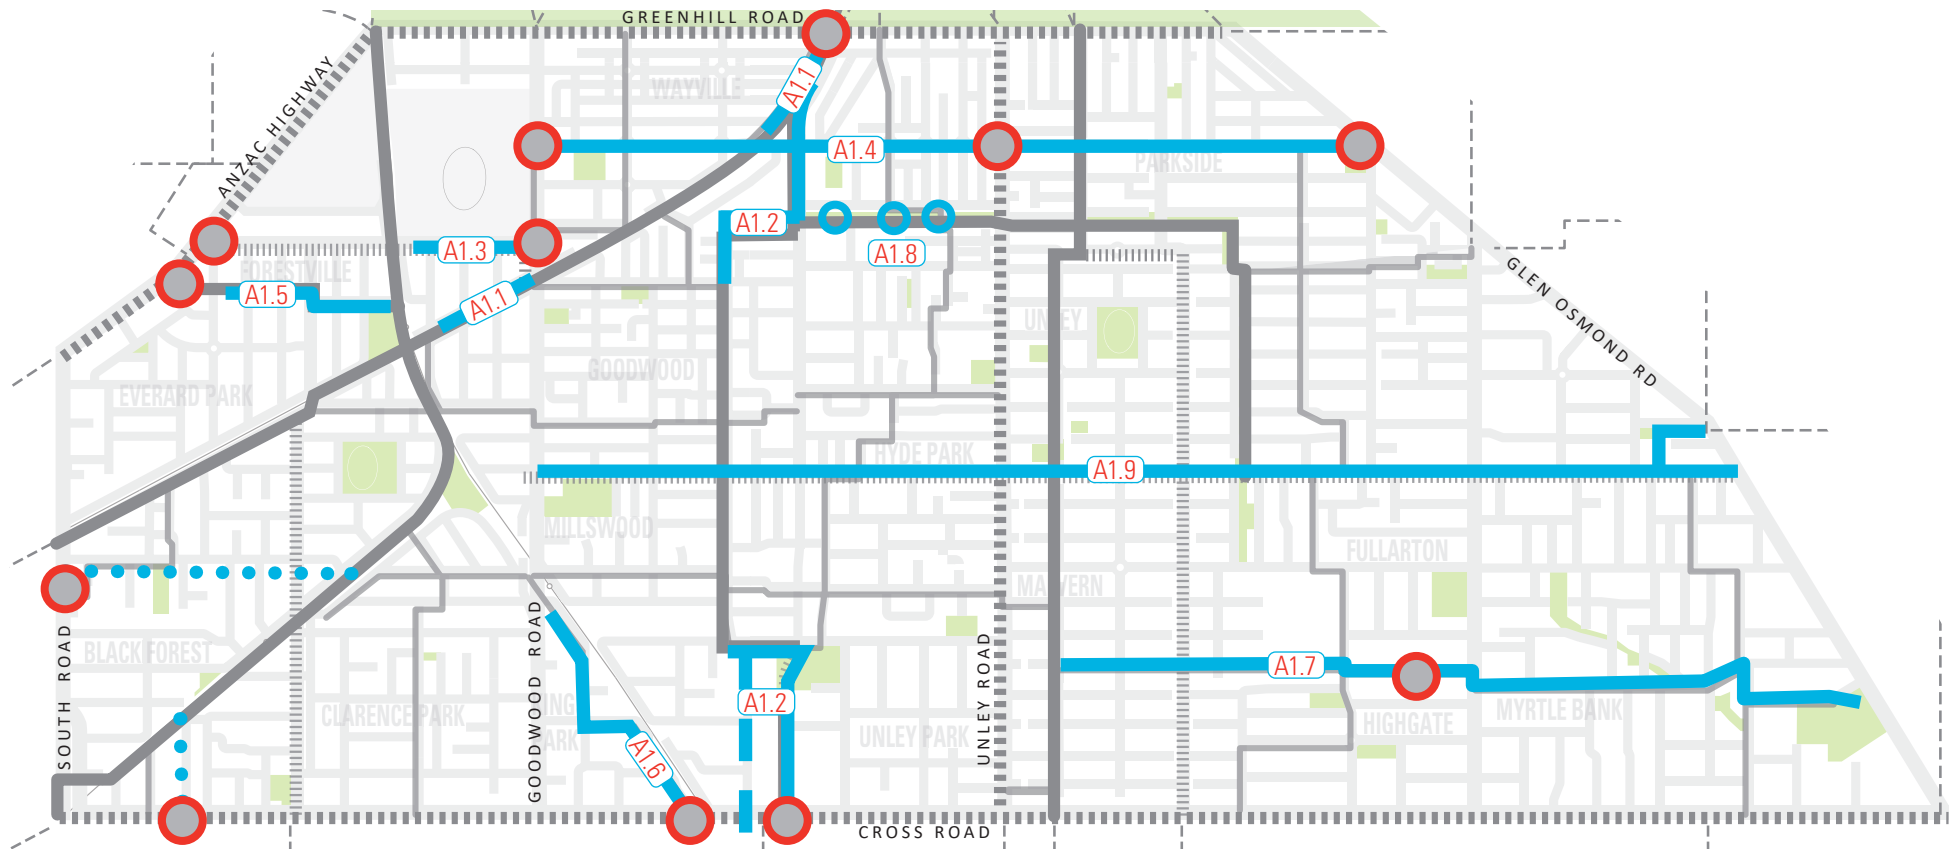 GREENHILL ROAD
ANZAC HIGHWAY
A1.1
WAYVILLE
A1.4
PARKSIDE
A1.2
A1.3
A1.8
FORESTVILLE
A1.5
A1.1
GLEN OSMOND RD
UNLEY
GOODWOOD
EVERARD PARK
HYDE PARK
A1.9
MILLSWOOD
FULLARTON
MALVERN
BLACK FOREST
SOUTH ROAD
GOODWOOD ROAD
UNLEY ROAD
A1.7
A1.2
CLARENCE PARK
KING
PARK
UNLEY PARK
HIGHGATE
MYRTLE BANK
A1.6
CROSS ROAD